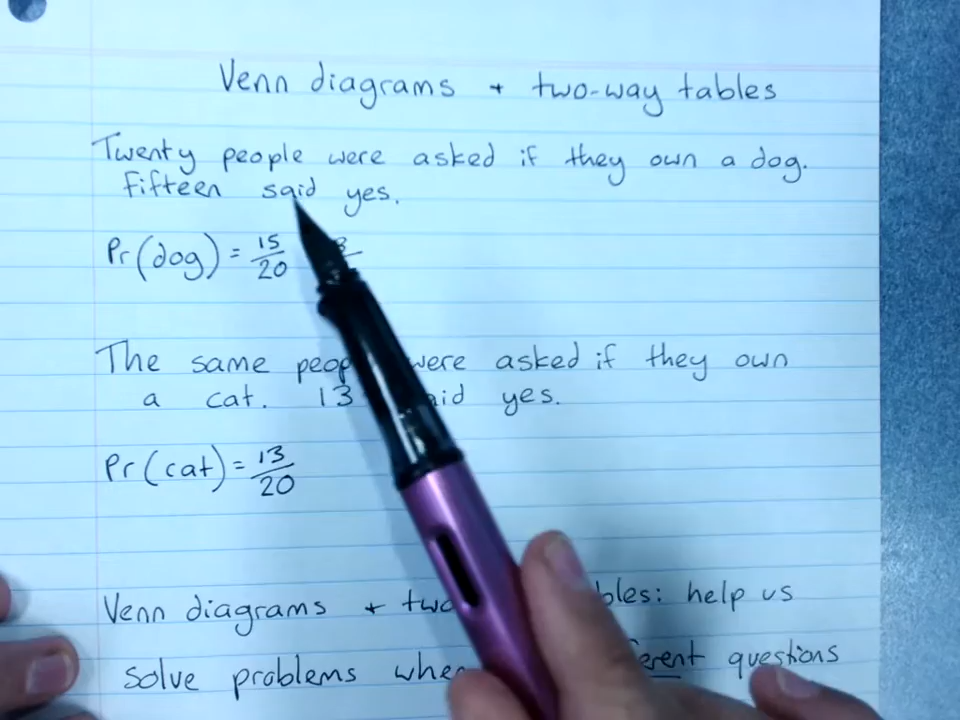 Venn diagrams + two-way tables
Twenty people were asked if they own a dog.
Fifteen said yes.
Pr(dog) = 15/20
The same were asked if they own
a cat. 13 yes.
Pr(cat) = 13/20
Venn diagrams + help us
solve problems questions